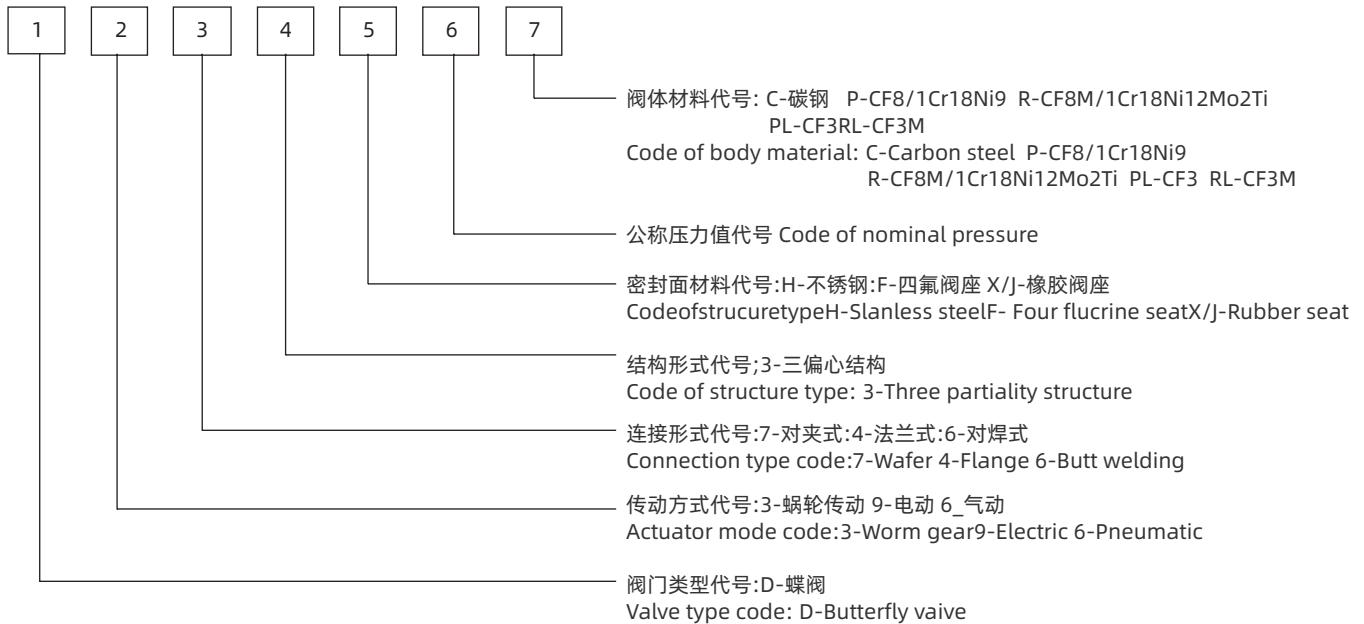 1 2 3 4 5 6 7
阀体材料代号: C-碳钢 P-CF8/1Cr18Ni9 R-CF8M/1Cr18Ni12Mo2Ti
PL-CF3RL-CF3M
Code of body material: C-Carbon steel P-CF8/1Cr18Ni9
R-CF8M/1Cr18Ni12Mo2Ti PL-CF3 RL-CF3M
公称压力值代号 Code of nominal pressure
密封面材料代号:H-不锈钢:F-四氟阀座 X/J-橡胶阀座
CodeofstrucuretypeH-Slanless steelF- Four flucrine seatX/J-Rubber seat
结构形式代号;3-三偏心结构
Code of structure type: 3-Three partiality structure
连接形式代号:7-对夹式:4-法兰式:6-对焊式
Connection type code:7-Wafer 4-Flange 6-Butt welding
传动方式代号:3-蜗轮传动 9-电动 6_气动
Actuator mode code:3-Worm gear9-Electric 6-Pneumatic
阀门类型代号:D-蝶阀
Valve type code: D-Butterfly vaive